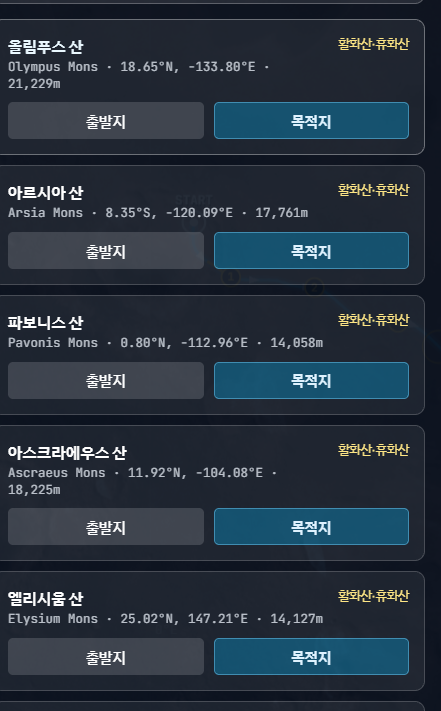 올림푸스 산
활화산·휴화산
Olympus Mons · 18.65°N, -133.80°E ·
21,229m
출발지
목적지
아르시아 산
활화산·휴화산
Arsia Mons · 8.35°S, -120.09°E · 17,761m
출발지
목적지
파보니스 산
활화산·휴화산
Pavonis Mons · 0.80°N, -112.96°E · 14,058m
출발지
목적지
아스크라에우스 산
활화산·휴화산
Ascraeus Mons · 11.92°N, -104.08°E ·
18,225m
출발지
목적지
엘리시움 산
활화산·휴화산
Elysium Mons · 25.02°N, 147.21°E · 14,127m
출발지
목적지